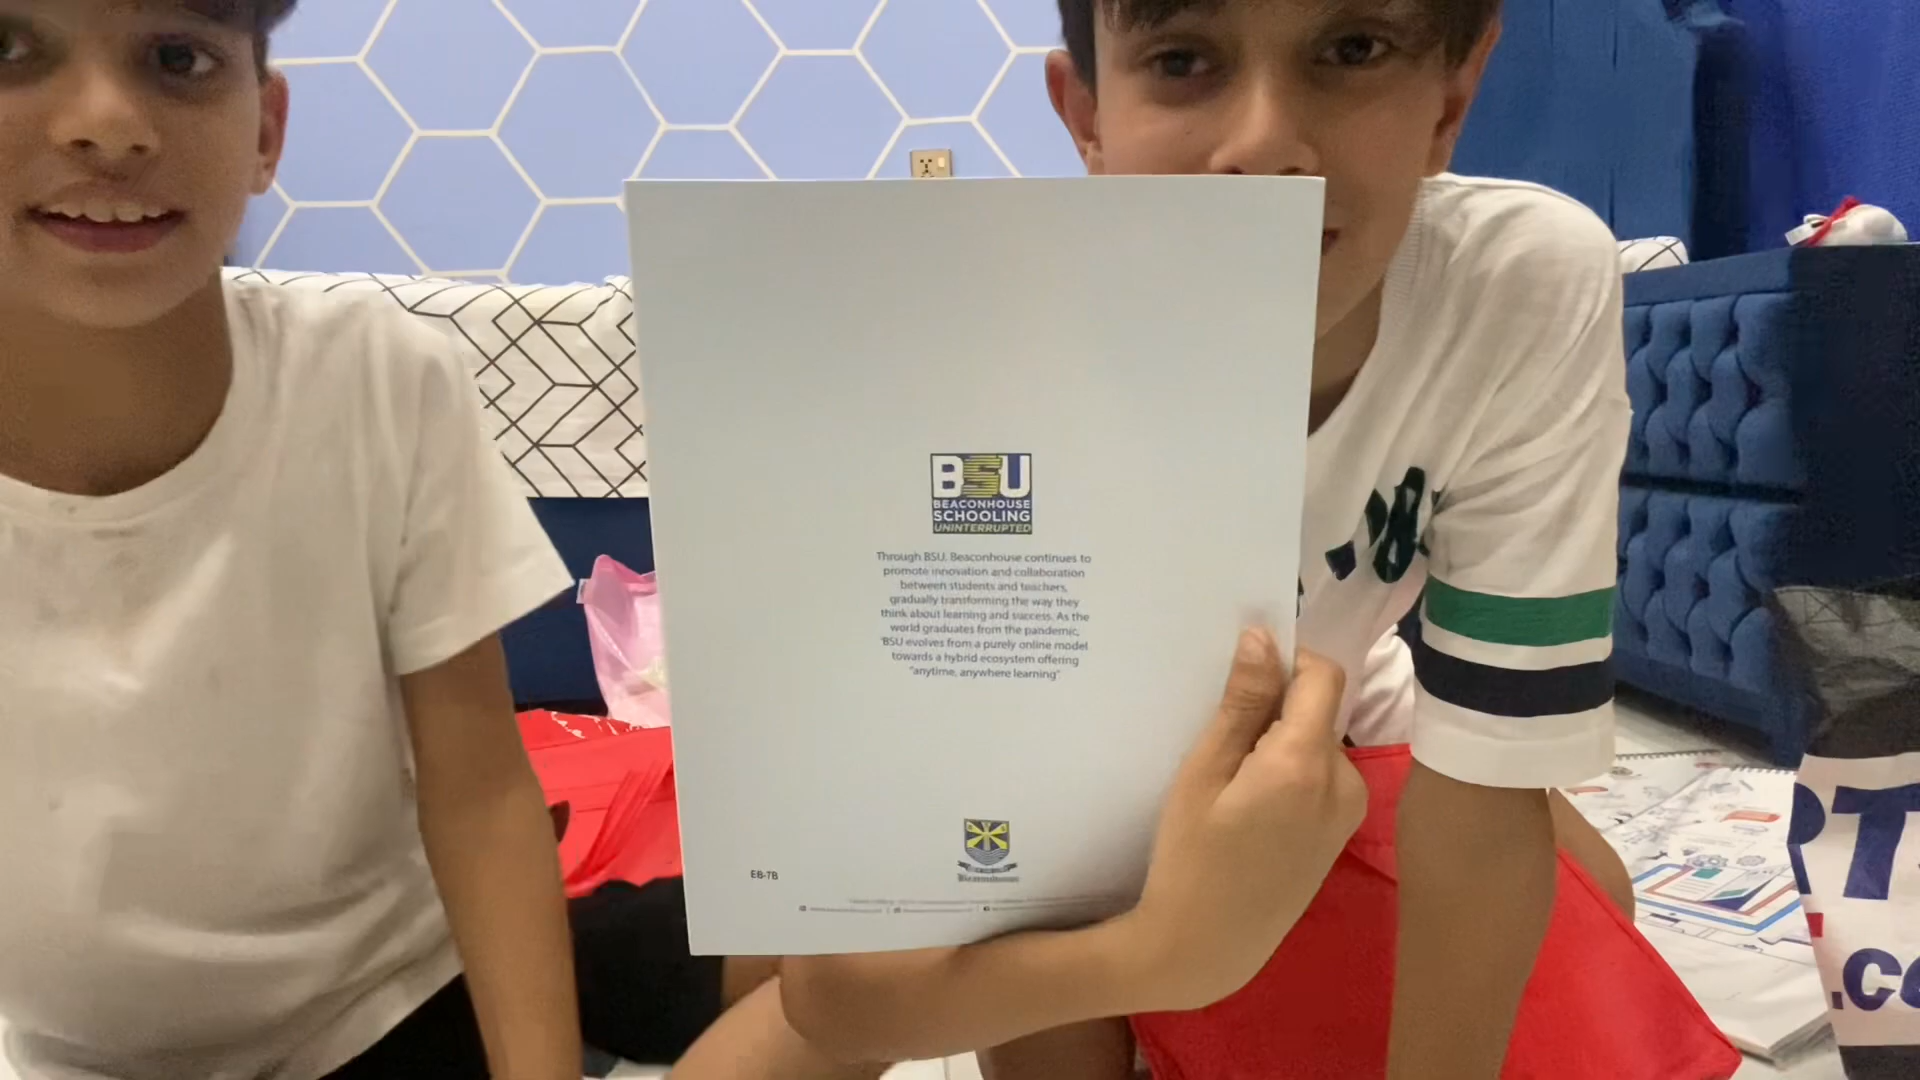 BSU
BEACONHOUSE
SCHOOLING
UNINTERRUPTED
Through BSU, Beaconhouse continues to
promote innovation and collaboration
between students and teachers,
gradually transforming the way they
think about learning and success. As the
world graduates from the pandemic,
BSU evolves from a purely online model
towards a hybrid ecosystem offering
"anytime, anywhere learning"
Beaconhouse
EB-7B